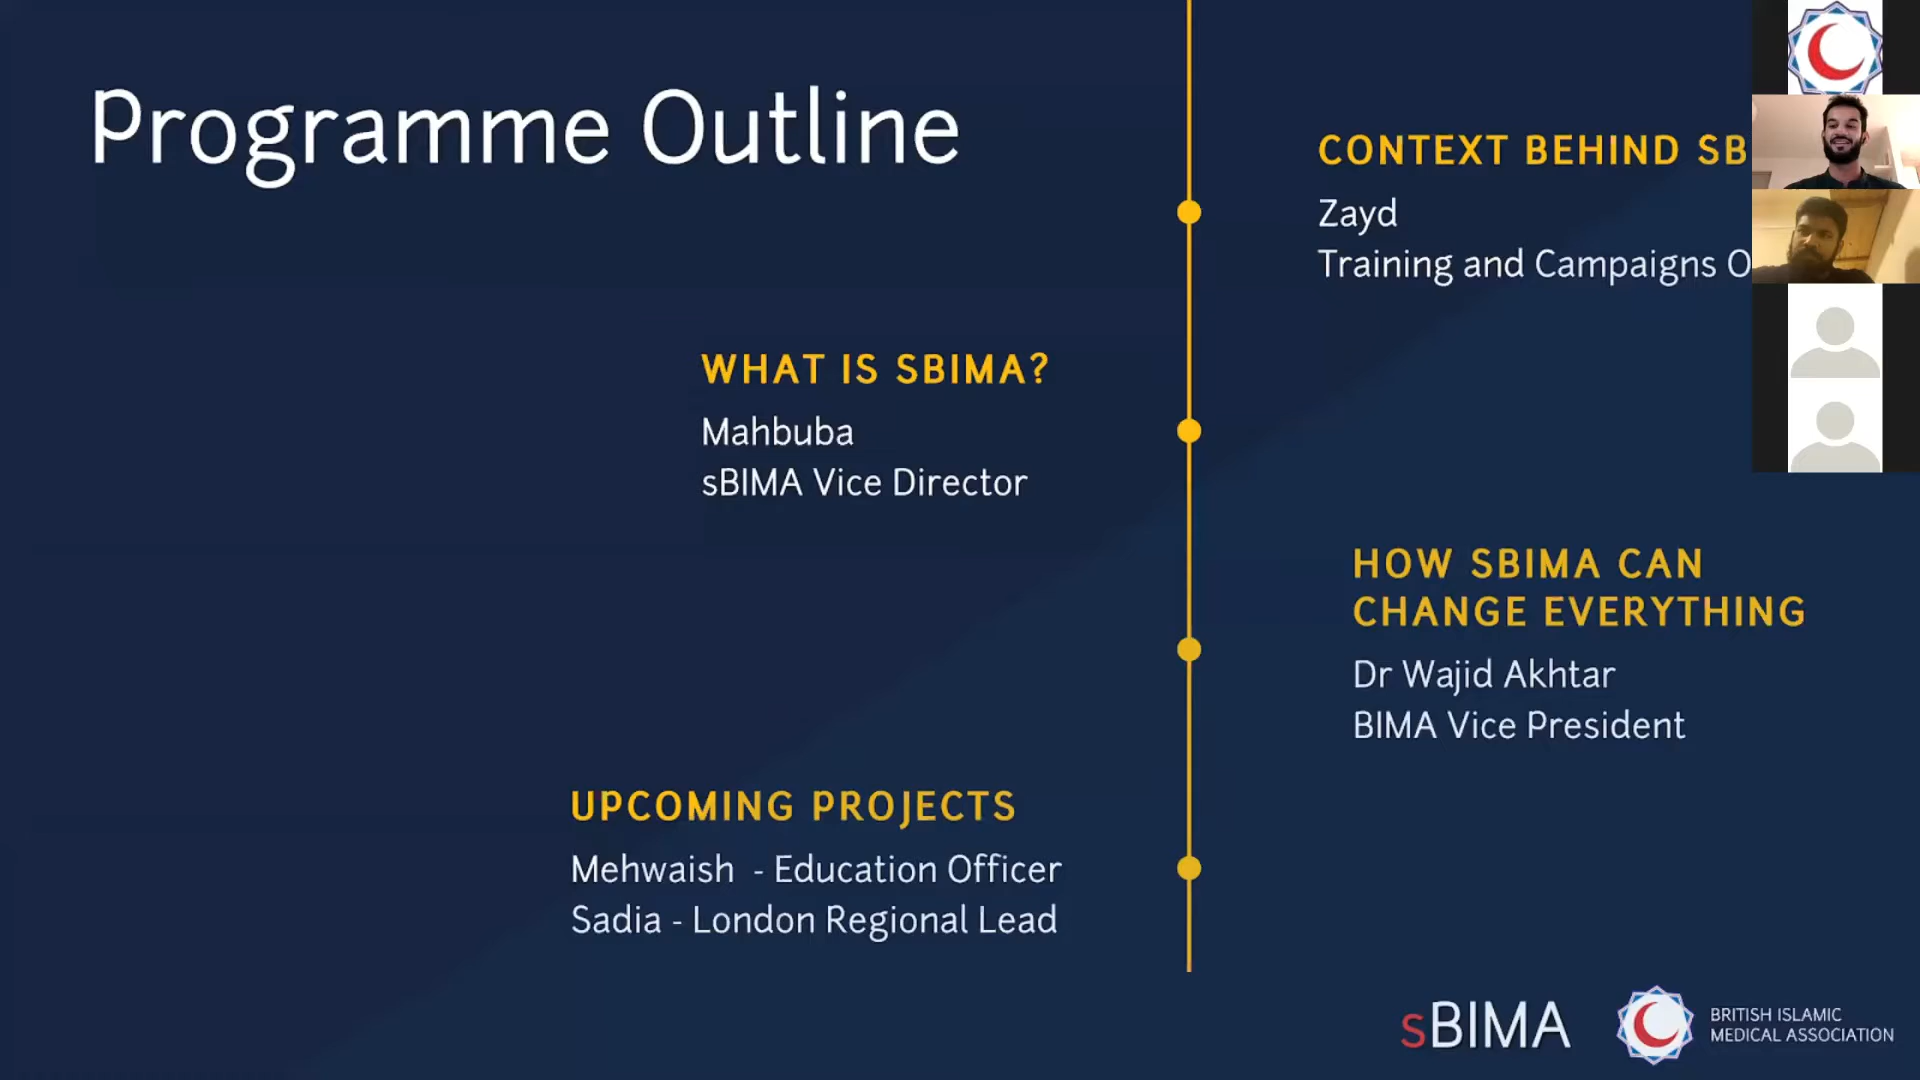 Programme Outline
CONTEXT BEHIND
Zayd
Training and Campaigns
WHAT IS SBIMA?
Mahbuba
sBIMA Vice Director
HOW SBIMA CAN
CHANGE EVERYTHING
Dr Wajid Akhtar
BIMA Vice President
UPCOMING PROJECTS
Mehwaish - Education Officer
Sadia - London Regional Lead
sBIMA
BRITISH ISLAMIC
MEDICAL ASSOCIATION